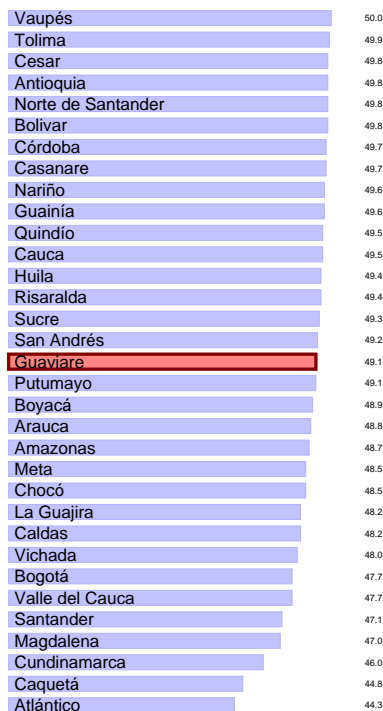 Vaupés 50.0
Tolima 49.9
Cesar 49.8
Antioquia 49.8
Norte de Santander 49.8
Bolivar 49.8
Córdoba 49.7
Casanare 49.7
Nariño 49.6
Guainía 49.6
Quindío 49.5
Cauca 49.5
Huila 49.4
Risaralda 49.4
Sucre 49.3
San Andrés 49.2
Guaviare 49.1
Putumayo 49.1
Boyacá 48.9
Arauca 48.8
Amazonas 48.7
Meta 48.5
Chocó 48.5
La Guajira 48.2
Caldas 48.2
Vichada 48.0
Bogotá 47.7
Valle del Cauca 47.7
Santander 47.1
Magdalena 47.0
Cundinamarca 46.0
Caquetá 44.8
Atlántico 44.3